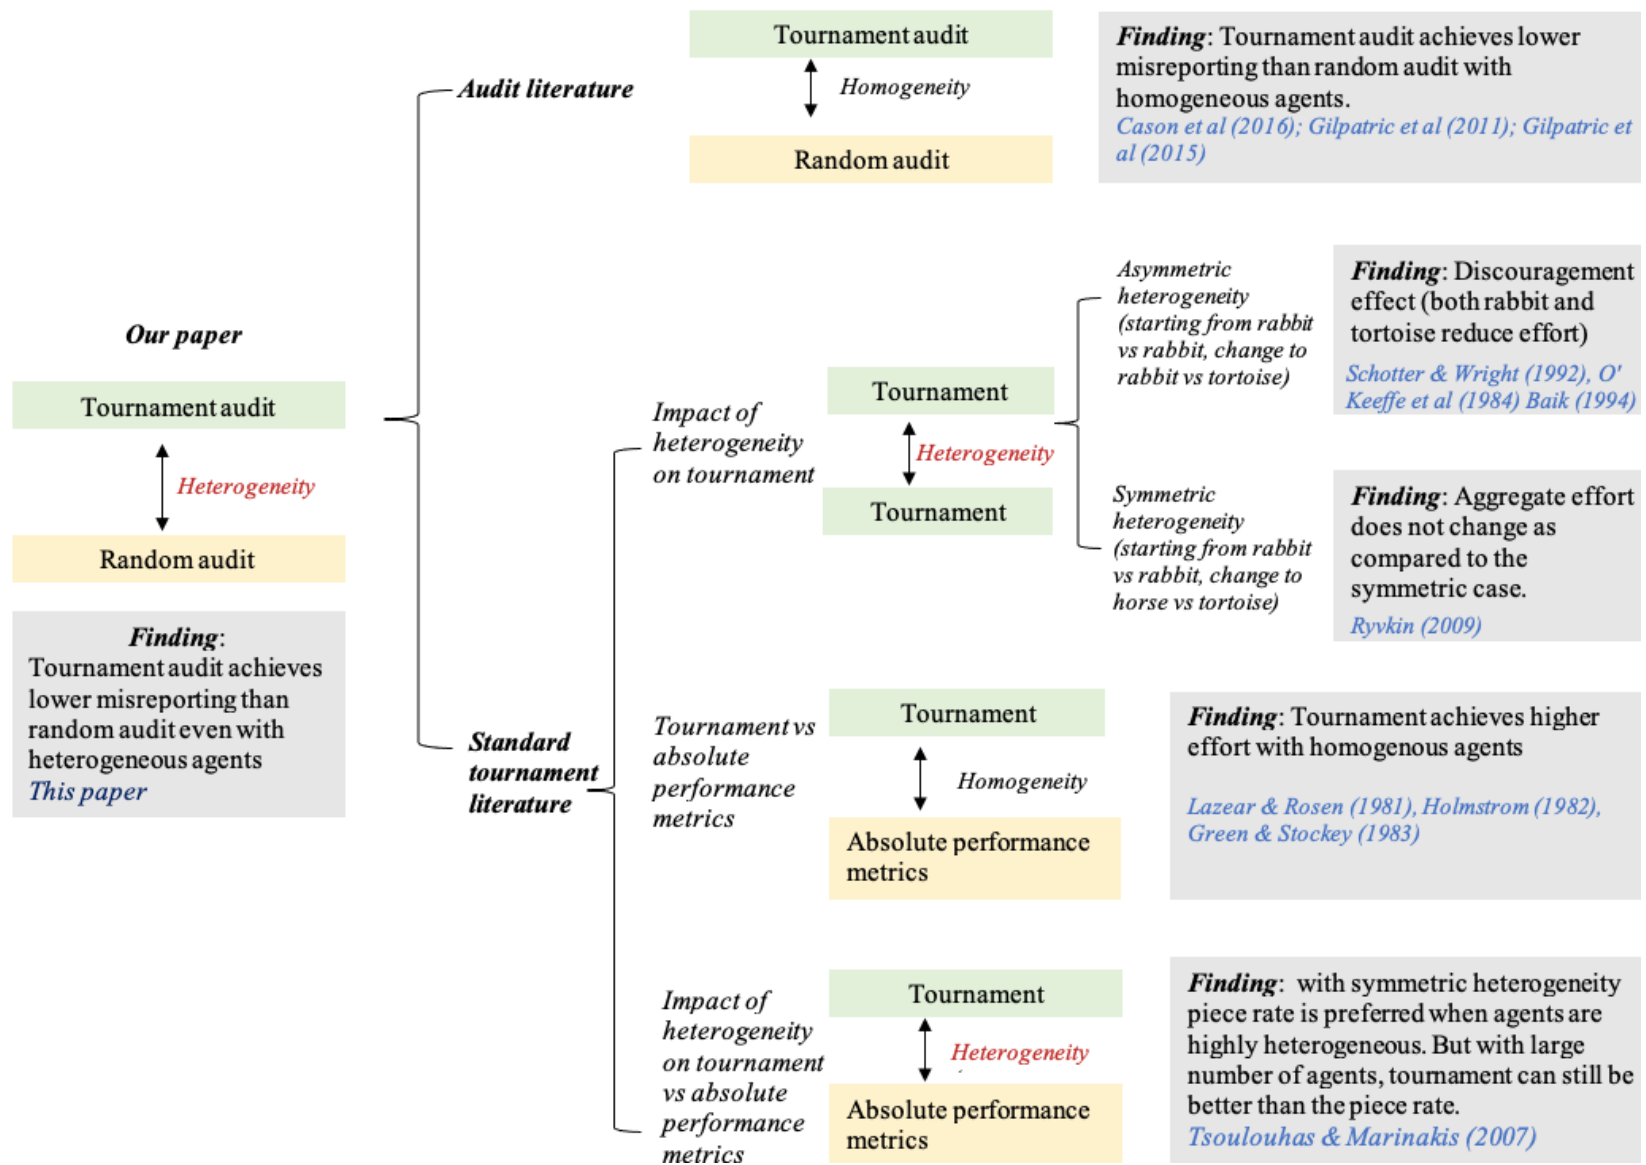 Our paper
Tournament audit
Heterogeneity
Random audit
Finding:
Tournament audit achieves
lower misreporting than
random audit even with
heterogeneous agents
This paper
Audit literature
Tournament audit
Homogeneity
Random audit
Finding: Tournament audit achieves lower
misreporting than random audit with
homogeneous agents.
Cason et al (2016); Gilpatric et al (2011); Gilpatric et
al (2015)
Standard
tournament
literature
Impact of
heterogeneity
on tournament
Tournament
Heterogeneity
Tournament
Asymmetric
heterogeneity
(starting from rabbit
vs rabbit, change to
rabbit vs tortoise)
Finding: Discouragement
effect (both rabbit and
tortoise reduce effort)
Schotter & Wright (1992), O'
Keeffe et al (1984) Baik (1994)
Symmetric
heterogeneity
(starting from rabbit
vs rabbit, change to
horse vs tortoise)
Finding: Aggregate effort
does not change as
compared to the
symmetric case.
Ryvkin (2009)
Tournament vs
absolute
performance
metrics
Tournament
Homogeneity
Absolute performance
metrics
Finding: Tournament achieves higher
effort with homogenous agents
Lazear & Rosen (1981), Holmstrom (1982),
Green & Stockey (1983)
Impact of
heterogeneity
on tournament
vs absolute
performance
metrics
Tournament
Heterogeneity
Absolute performance
metrics
Finding: with symmetric heterogeneity
piece rate is preferred when agents are
highly heterogeneous. But with large
number of agents, tournament can still be
better than the piece rate.
Tsoulouhas & Marinakis (2007)